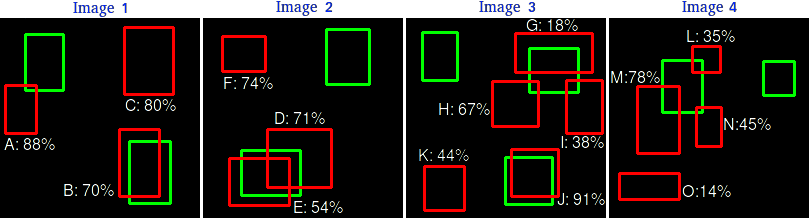 Image 1
Image 2
Image 3
Image 4
A: 88%
B: 70%
C: 80%
F: 74%
D: 71%
E: 54%
G: 18%
H: 67%
I: 38%
K: 44%
J: 91%
L: 35%
M:78%
N:45%
O:14%